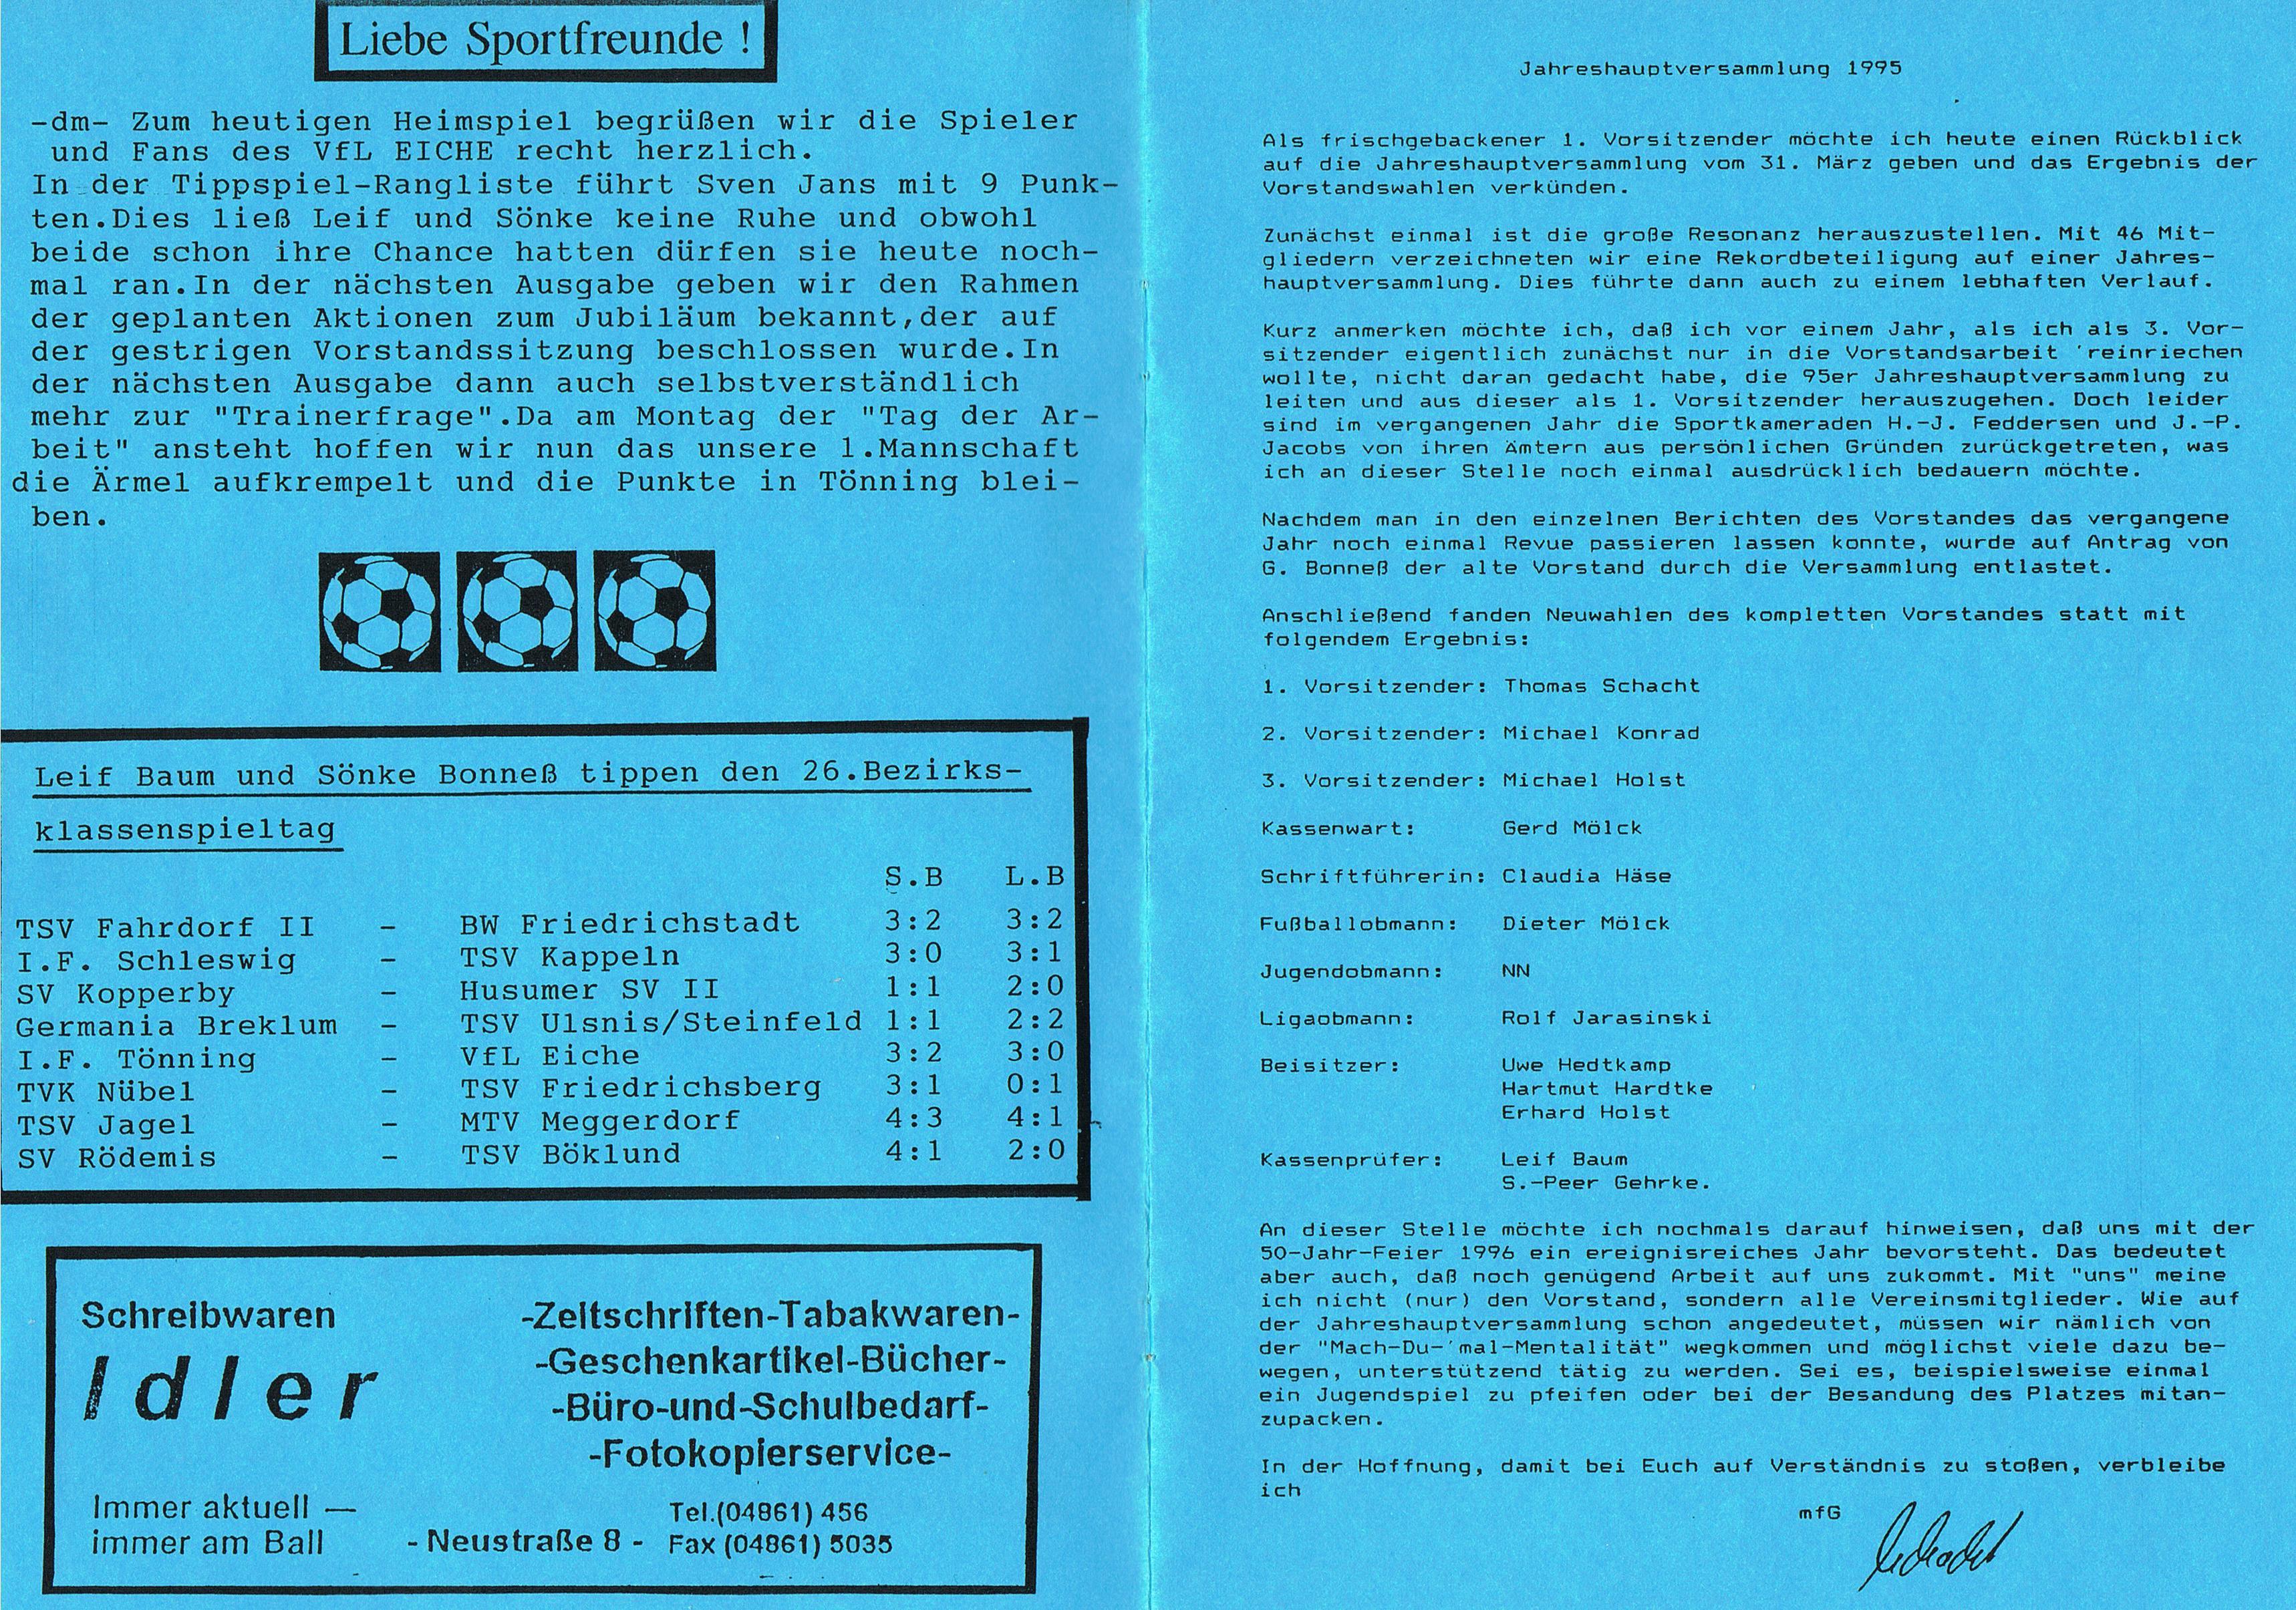 Liebe Sportfreunde !
-dm- Zum heutigen Heimspiel begrüßen wir die Spieler
und Fans des VfL EICHE recht herzlich.
In der Tippspiel-Rangliste führt Sven Jans mit 9 Punk-
ten.Dies ließ Leif und Sönke keine Ruhe und obwohl
beide schon ihre Chance hatten dürfen sie heute noch-
mal ran.In der nächsten Ausgabe geben wir den Rahmen
der geplanten Aktionen zum Jubiläum bekannt,der auf
der gestrigen Vorstandssitzung beschlossen wurde.In
der nächsten Ausgabe dann auch selbstverständlich
mehr zur "Trainerfrage".Da am Montag der "Tag der Ar-
beit" ansteht hoffen wir nun das unsere 1.Mannschaft
die Ärmel aufkrempelt und die Punkte in Tönning blei-
ben.
Leif Baum und Sönke Bonneß tippen den 26.Bezirks-
klassenspieltag
S.B L.B
TSV Fahrdorf II - BW Friedrichstadt 3:2 3:2
I.F. Schleswig - TSV Kappeln 3:0 3:1
SV Kopperby - Husumer SV II 1:1 2:0
Germania Breklum - TSV Ulsnis/Steinfeld 1:1 2:2
I.F. Tönning - VfL Eiche 3:2 3:0
TVK Nübel - TSV Friedrichsberg 3:1 0:1
TSV Jagel - MTV Meggerdorf 4:3 4:1
SV Rödemis - TSV Böklund 4:1 2:0
Schreibwaren
Idler
-Zeitschriften-Tabakwaren-
-Geschenkartikel-Bücher-
-Büro-und-Schulbedarf-
-Fotokopierservice-
Immer aktuell —
immer am Ball
- Neustraße 8 -
Tel.(04861) 456
Fax (04861) 5035
Jahreshauptversammlung 1995
Als frischgebackener 1. Vorsitzender möchte ich heute einen Rückblick
auf die Jahreshauptversammlung vom 31. März geben und das Ergebnis der
Vorstandswahlen verkünden.
Zunächst einmal ist die große Resonanz herauszustellen. Mit 46 Mit-
gliedern verzeichneten wir eine Rekordbeteiligung auf einer Jahres-
hauptversammlung. Dies führte dann auch zu einem lebhaften Verlauf.
Kurz anmerken möchte ich, daß ich vor einem Jahr, als ich als 3. Vor-
sitzender eigentlich zunächst nur in die Vorstandsarbeit 'reinriechen
wollte, nicht daran gedacht habe, die 95er Jahreshauptversammlung zu
leiten und aus dieser als 1. Vorsitzender herauszugehen. Doch leider
sind im vergangenen Jahr die Sportkameraden H.-J. Feddersen und J.-P.
Jacobs von ihren Ämtern aus persönlichen Gründen zurückgetreten, was
ich an dieser Stelle noch einmal ausdrücklich bedauern möchte.
Nachdem man in den einzelnen Berichten des Vorstandes das vergangene
Jahr noch einmal Revue passieren lassen konnte, wurde auf Antrag von
G. Bonneß der alte Vorstand durch die Versammlung entlastet.
Anschließend fanden Neuwahlen des kompletten Vorstandes statt mit
folgendem Ergebnis:
1. Vorsitzender: Thomas Schacht
2. Vorsitzender: Michael Konrad
3. Vorsitzender: Michael Holst
Kassenwart: Gerd Mölck
Schriftführerin: Claudia Häse
Fußballobmann: Dieter Mölck
Jugendobmann: NN
Ligaobmann: Rolf Jarasinski
Beisitzer: Uwe Hedtkamp
Hartmut Hardtke
Erhard Holst
Kassenprüfer: Leif Baum
S.-Peer Gehrke.
An dieser Stelle möchte ich nochmals darauf hinweisen, daß uns mit der
50-Jahr-Feier 1996 ein ereignisreiches Jahr bevorsteht. Das bedeutet
aber auch, daß noch genügend Arbeit auf uns zukommt. Mit "uns" meine
ich nicht (nur) den Vorstand, sondern alle Vereinsmitglieder. Wie auf
der Jahreshauptversammlung schon angedeutet, müssen wir nämlich von
der "Mach-Du-'mal-Mentalität" wegkommen und möglichst viele dazu be-
wegen, unterstützend tätig zu werden. Sei es, beispielsweise einmal
ein Jugendspiel zu pfeifen oder bei der Besandung des Platzes mitan-
zupacken.
In der Hoffnung, damit bei Euch auf Verständnis zu stoßen, verbleibe
ich
mfG